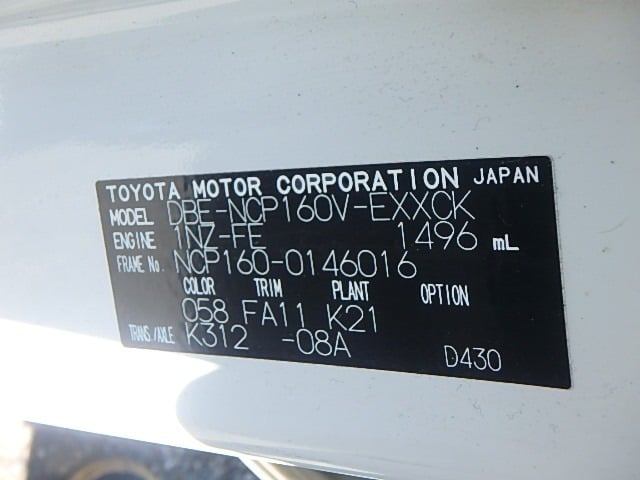 TOYOTA MOTOR CORPORATION JAPAN
MODEL DBE-NCP160V-EXXCK
ENGINE 1NZ-FE 1496 mL
FRAME No. NCP160-0146016
COLOR TRIM PLANT OPTION
058 FA11 K21
TRANS./AXLE K312 -08A D430